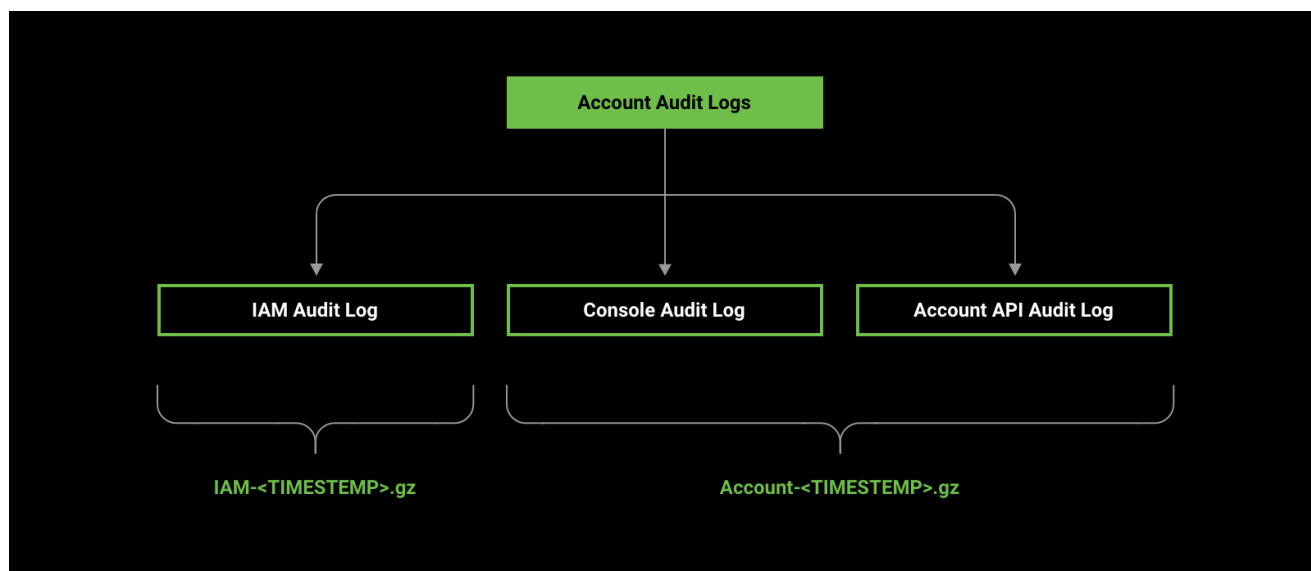 Account Audit Logs
IAM Audit Log
Console Audit Log
Account API Audit Log
IAM-<TIMESTEMP>.gz
Account-<TIMESTEMP>.gz